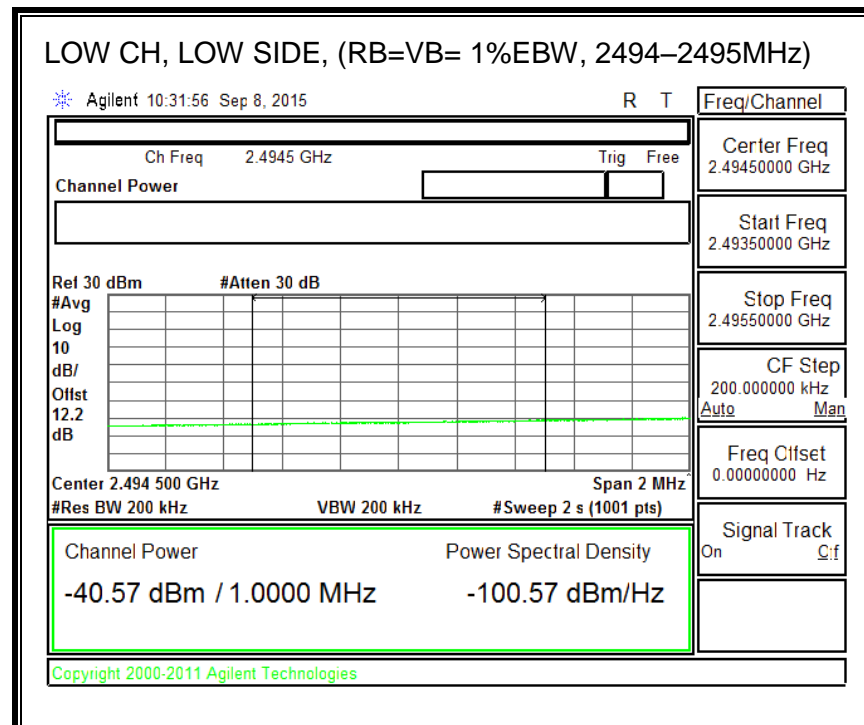 LOW CH, LOW SIDE, (RB=VB= 1%EBW, 2494–2495MHz)
Agilent 10:31:56 Sep 8, 2015 R T
Freq/Channel
Ch Freq 2.4945 GHz Trig Free
Channel Power
Center Freq
2.49450000 GHz
Start Freq
2.49350000 GHz
Stop Freq
2.49550000 GHz
CF Step
200.000000 kHz
Auto Man
Freq Offset
0.00000000 Hz
Signal Track
On Off
Ref 30 dBm #Atten 30 dB
#Avg
Log
10
dB/
Offst
12.2
dB
Center 2.494 500 GHz Span 2 MHz^
#Res BW 200 kHz VBW 200 kHz #Sweep 2 s (1001 pts)
Channel Power Power Spectral Density
-40.57 dBm / 1.0000 MHz -100.57 dBm/Hz
Copyright 2000-2011 Agilent Technologies